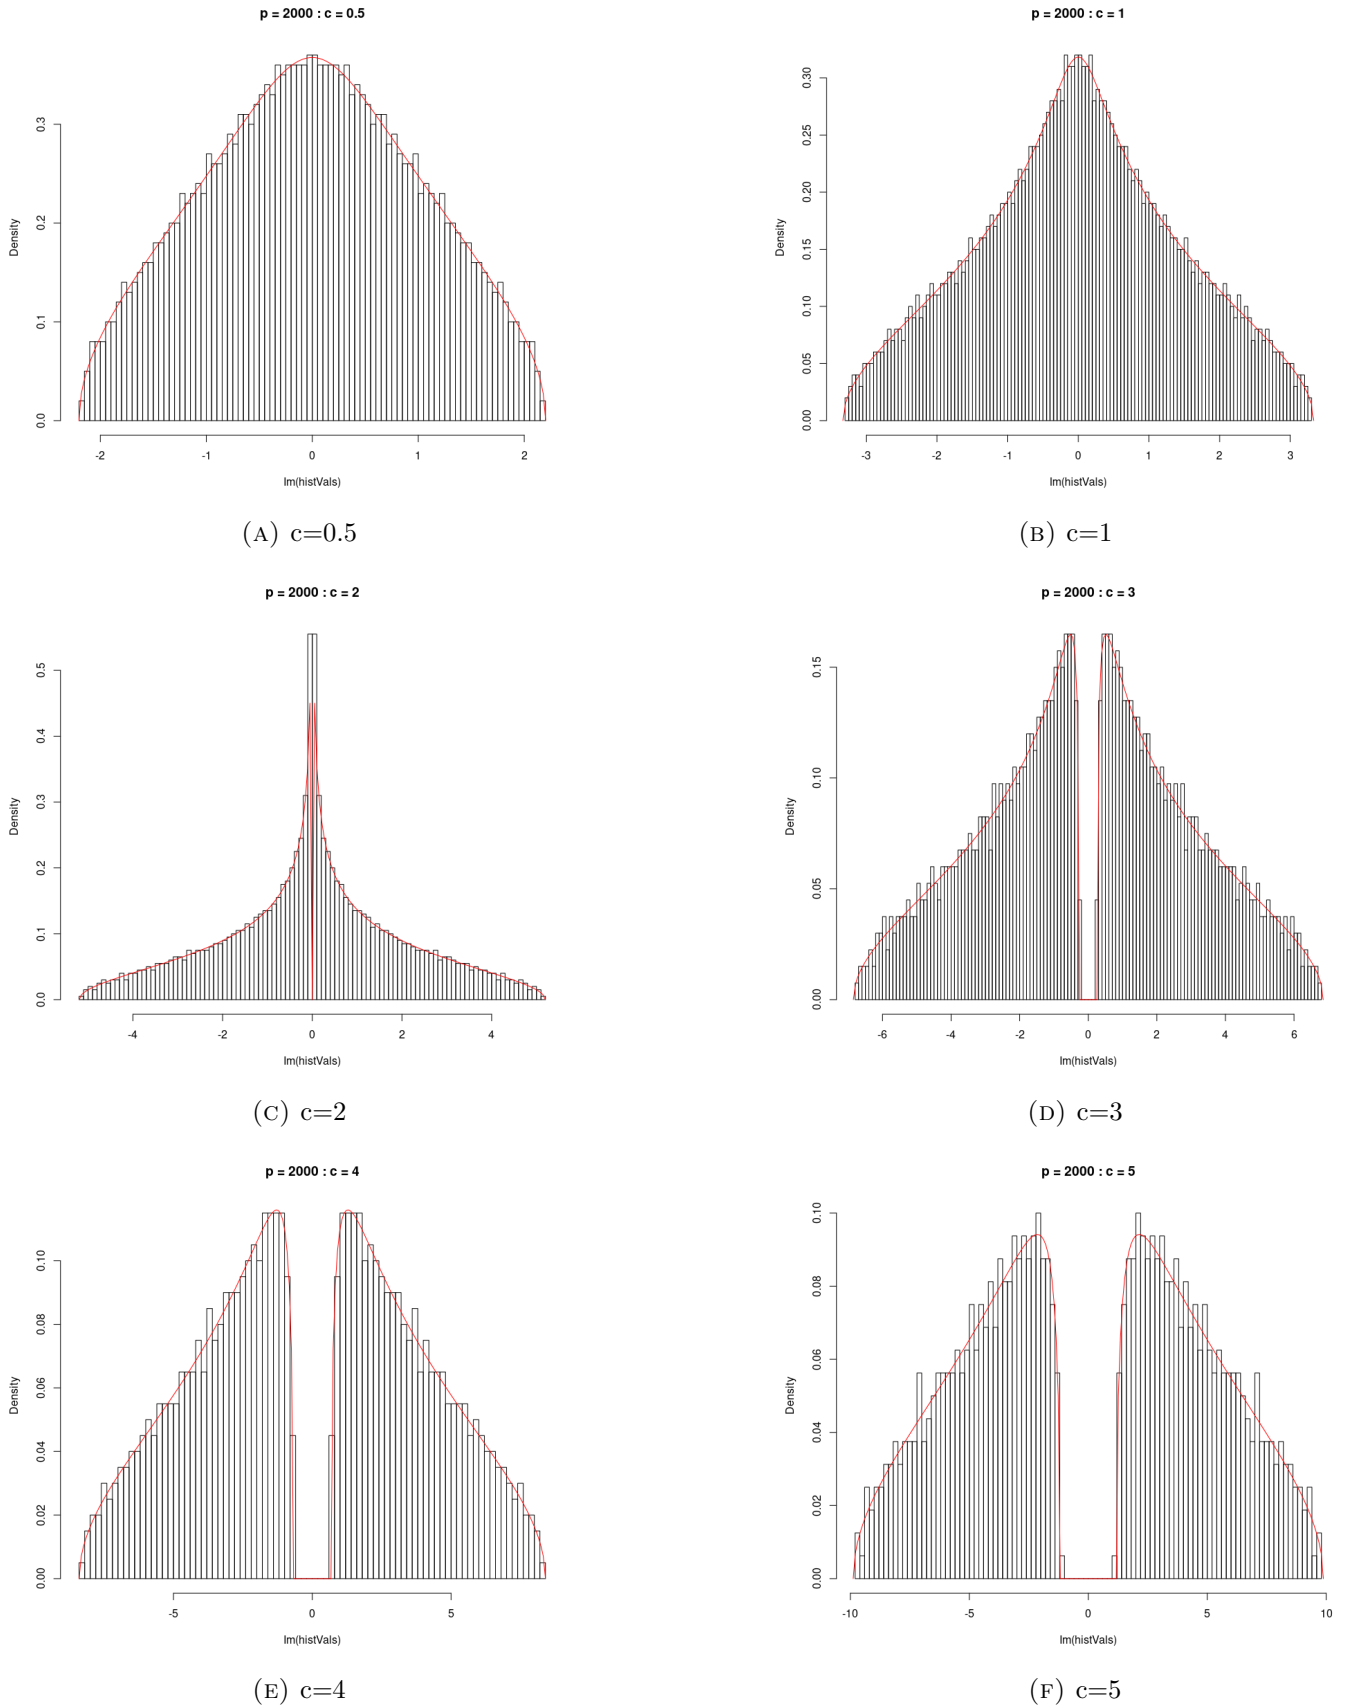 p = 2000 : c = 0.5
Density
0.0 0.1 0.2 0.3
-2 -1 0 1 2
Im(histVals)
(A) c=0.5
p = 2000 : c = 1
Density
0.00 0.05 0.10 0.15 0.20 0.25 0.30
-3 -2 -1 0 1 2 3
Im(histVals)
(B) c=1
p = 2000 : c = 2
Density
0.0 0.1 0.2 0.3 0.4 0.5
-4 -2 0 2 4
Im(histVals)
(C) c=2
p = 2000 : c = 3
Density
0.00 0.05 0.10 0.15
-6 -4 -2 0 2 4 6
Im(histVals)
(D) c=3
p = 2000 : c = 4
Density
0.00 0.02 0.04 0.06 0.08 0.10
-5 0 5
Im(histVals)
(E) c=4
p = 2000 : c = 5
Density
0.00 0.02 0.04 0.06 0.08 0.10
-10 -5 0 5 10
Im(histVals)
(F) c=5